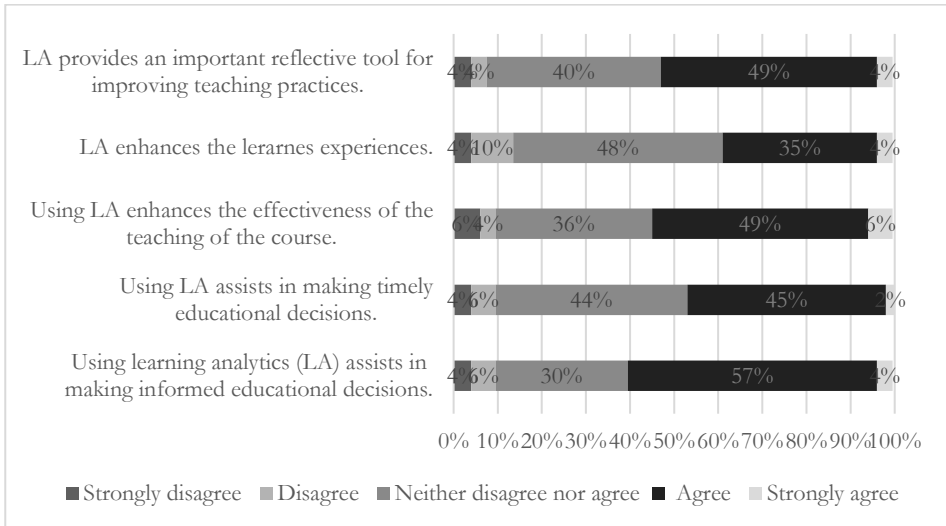 LA provides an important reflective tool for
improving teaching practices.
4% 4% 40% 49% 4%
LA enhances the lerarnes experiences.
4% 10% 48% 35% 4%
Using LA enhances the effectiveness of the
teaching of the course.
6% 4% 36% 49% 6%
Using LA assists in making timely
educational decisions.
4% 6% 44% 45% 2%
Using learning analytics (LA) assists in
making informed educational decisions.
4% 6% 30% 57% 4%
0% 10% 20% 30% 40% 50% 60% 70% 80% 90% 100%
Strongly disagree Disagree Neither disagree nor agree Agree Strongly agree